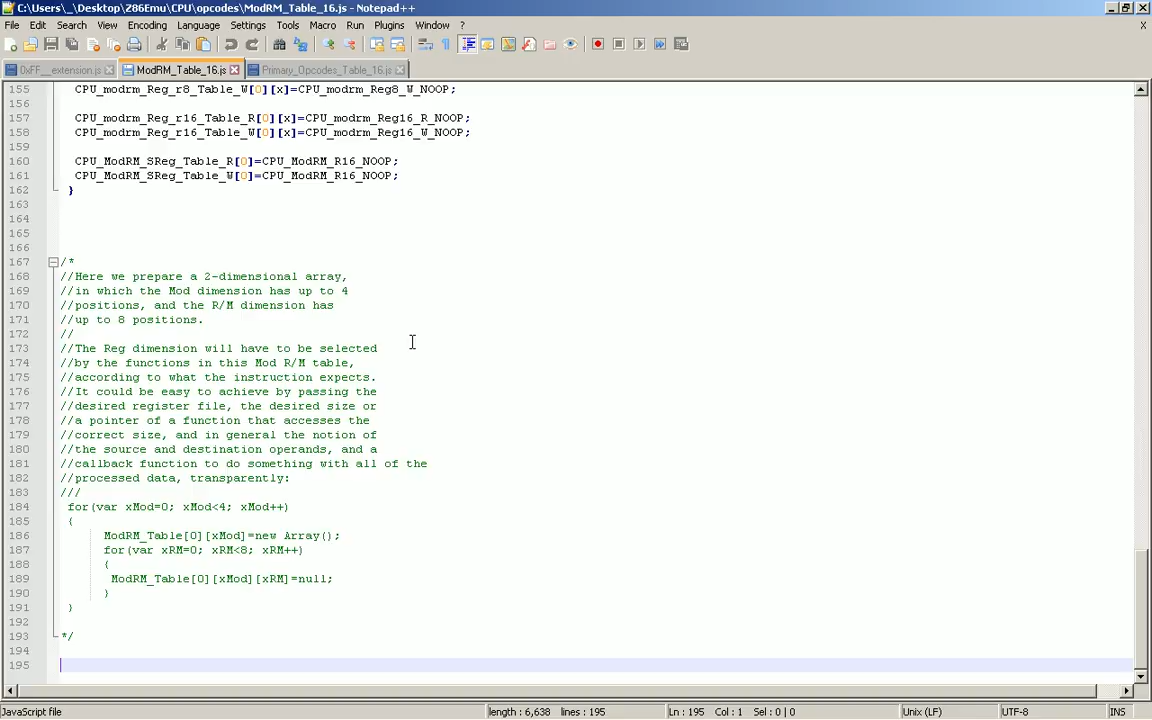 C:\Users\_\Desktop\286Emu\CPU\opcodes\ModRM_Table_16.js - Notepad++
File Edit Search View Encoding Language Settings Tools Macro Run Plugins Window ?
X
0xFF__extension.js ModRM_Table_16.js Primary_Opcodes_Table_16.js
155 CPU_modrm_Reg_r8_Table_W[0][x]=CPU_modrm_Reg8_W_NOOP;
156
157 CPU_modrm_Reg_r16_Table_R[0][x]=CPU_modrm_Reg16_R_NOOP;
158 CPU_modrm_Reg_r16_Table_W[0][x]=CPU_modrm_Reg16_W_NOOP;
159
160 CPU_ModRM_SReg_Table_R[0]=CPU_ModRM_R16_NOOP;
161 CPU_ModRM_SReg_Table_W[0]=CPU_ModRM_R16_NOOP;
162 }
163
164
165
166
167 /*
168 //Here we prepare a 2-dimensional array,
169 //in which the Mod dimension has up to 4
170 //positions, and the R/M dimension has
171 //up to 8 positions.
172 //
173 //The Reg dimension will have to be selected
174 //by the functions in this Mod R/M table,
175 //according to what the instruction expects.
176 //It could be easy to achieve by passing the
177 //desired register file, the desired size or
178 //a pointer of a function that accesses the
179 //correct size, and in general the notion of
180 //the source and destination operands, and a
181 //callback function to do something with all of the
182 //processed data, transparently:
183 ///
184 for(var xMod=0; xMod<4; xMod++)
185 {
186 ModRM_Table[0][xMod]=new Array();
187 for(var xRM=0; xRM<8; xRM++)
188 {
189 ModRM_Table[0][xMod][xRM]=null;
190 }
191 }
192
193 */
194
195
JavaScript file length : 6,638 lines : 195 Ln : 195 Col : 1 Sel : 0 | 0 Unix (LF) UTF-8 INS